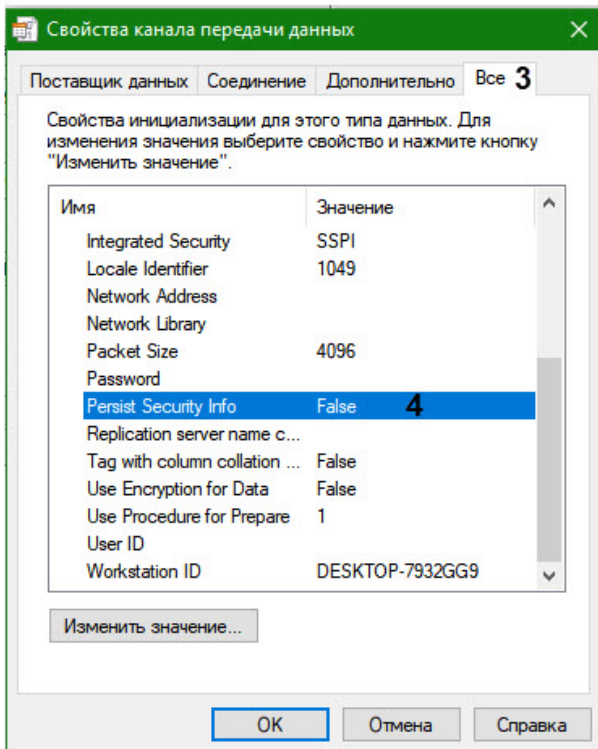 Свойства канала передачи данных
Поставщик данных Соединение Дополнительно Все 3
Свойства инициализации для этого типа данных. Для
изменения значения выберите свойство и нажмите кнопку
"Изменить значение".
Имя Значение
Integrated Security SSPI
Locale Identifier 1049
Network Address
Network Library
Packet Size 4096
Password
Persist Security Info False 4
Replication server name c...
Tag with column collation ... False
Use Encryption for Data False
Use Procedure for Prepare 1
User ID
Workstation ID DESKTOP-7932GG9
Изменить значение...
OK Отмена Справка